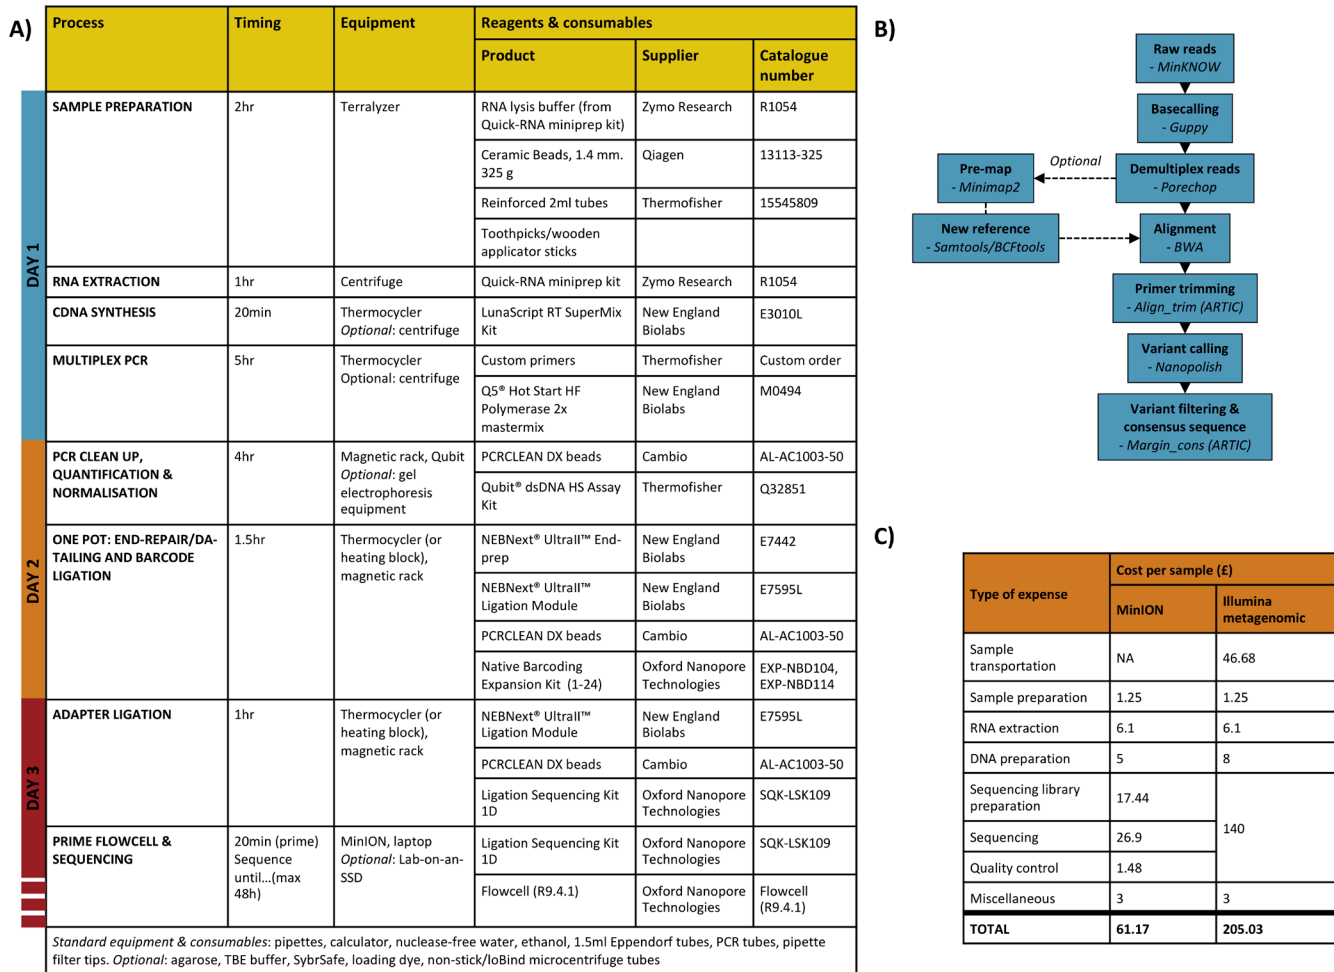 A)
Process
Timing
Equipment
Reagents & consumables
Product
Supplier
Catalogue
number
DAY 1
SAMPLE PREPARATION
2hr
Terralyzer
RNA lysis buffer (from
Quick-RNA miniprep kit)
Zymo Research
R1054
Ceramic Beads, 1.4 mm.
325 g
Qiagen
13113-325
Reinforced 2ml tubes
Thermofisher
15545809
Toothpicks/wooden
applicator sticks
RNA EXTRACTION
1hr
Centrifuge
Quick-RNA miniprep kit
Zymo Research
R1054
CDNA SYNTHESIS
20min
Thermocycler
Optional: centrifuge
LunaScript RT SuperMix
Kit
New England
Biolabs
E3010L
MULTIPLEX PCR
5hr
Thermocycler
Optional: centrifuge
Custom primers
Thermofisher
Custom order
Q5® Hot Start HF
Polymerase 2x
mastermix
New England
Biolabs
M0494
DAY 2
PCR CLEAN UP,
QUANTIFICATION &
NORMALISATION
4hr
Magnetic rack, Qubit
Optional: gel
electrophoresis
equipment
PCRCLEAN DX beads
Cambio
AL-AC1003-50
Qubit® dsDNA HS Assay
Kit
Thermofisher
Q32851
ONE POT: END-REPAIR/DA-
TAILING AND BARCODE
LIGATION
1.5hr
Thermocycler (or
heating block),
magnetic rack
NEBNext® UltraII™ End-
prep
New England
Biolabs
E7442
NEBNext® UltraII™
Ligation Module
New England
Biolabs
E7595L
PCRCLEAN DX beads
Cambio
AL-AC1003-50
Native Barcoding
Expansion Kit (1-24)
Oxford Nanopore
Technologies
EXP-NBD104,
EXP-NBD114
DAY 3
ADAPTER LIGATION
1hr
Thermocycler (or
heating block),
magnetic rack
NEBNext® UltraII™
Ligation Module
New England
Biolabs
E7595L
PCRCLEAN DX beads
Cambio
AL-AC1003-50
Ligation Sequencing Kit
1D
Oxford Nanopore
Technologies
SQK-LSK109
PRIME FLOWCELL &
SEQUENCING
20min (prime)
Sequence
until...(max
48h)
MinION, laptop
Optional: Lab-on-an-
SSD
Ligation Sequencing Kit
1D
Oxford Nanopore
Technologies
SQK-LSK109
Flowcell (R9.4.1)
Oxford Nanopore
Technologies
Flowcell
(R9.4.1)
Standard equipment & consumables: pipettes, calculator, nuclease-free water, ethanol, 1.5ml Eppendorf tubes, PCR tubes, pipette
filter tips. Optional: agarose, TBE buffer, SybrSafe, loading dye, non-stick/loBind microcentrifuge tubes
B)
Raw reads
- MinKNOW
Basecalling
- Guppy
Optional
Pre-map
- Minimap2
Demultiplex reads
- Porechop
New reference
- Samtools/BCFtools
Alignment
- BWA
Primer trimming
- Align_trim (ARTIC)
Variant calling
- Nanopolish
Variant filtering &
consensus sequence
- Margin_cons (ARTIC)
C)
Type of expense
Cost per sample (£)
MinION
Illumina
metagenomic
Sample
transportation
NA
46.68
Sample preparation
1.25
1.25
RNA extraction
6.1
6.1
DNA preparation
5
8
Sequencing library
preparation
17.44
140
Sequencing
26.9
Quality control
1.48
Miscellaneous
3
3
TOTAL
61.17
205.03